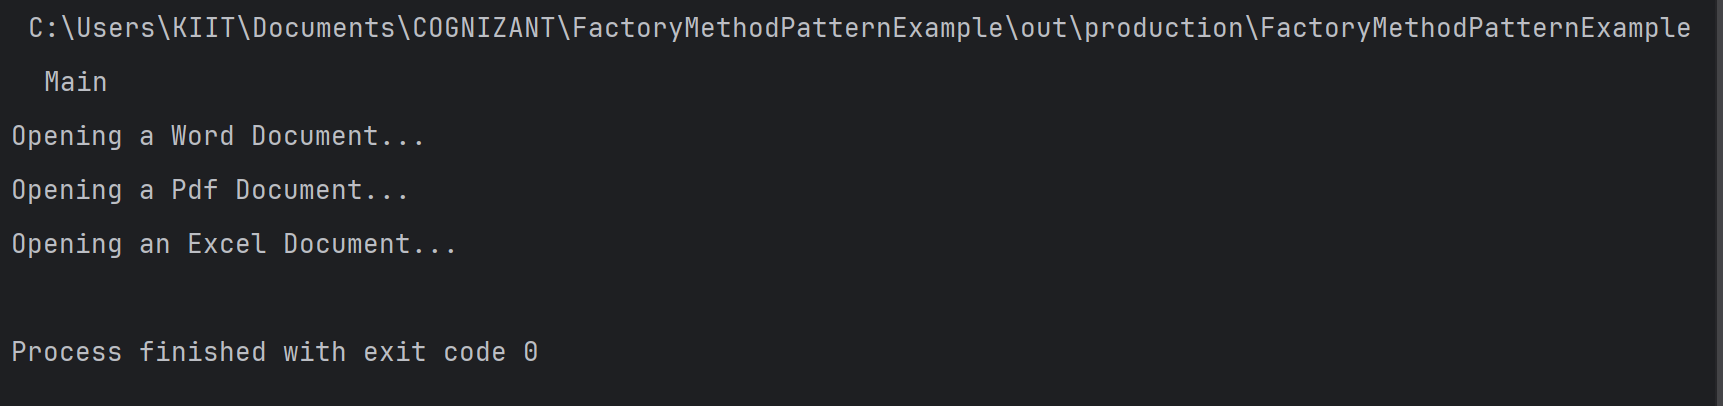 C:\Users\KIIT\Documents\COGNIZANT\FactoryMethodPatternExample\out\production\FactoryMethodPatternExample
Main
Opening a Word Document...
Opening a Pdf Document...
Opening an Excel Document...
Process finished with exit code 0